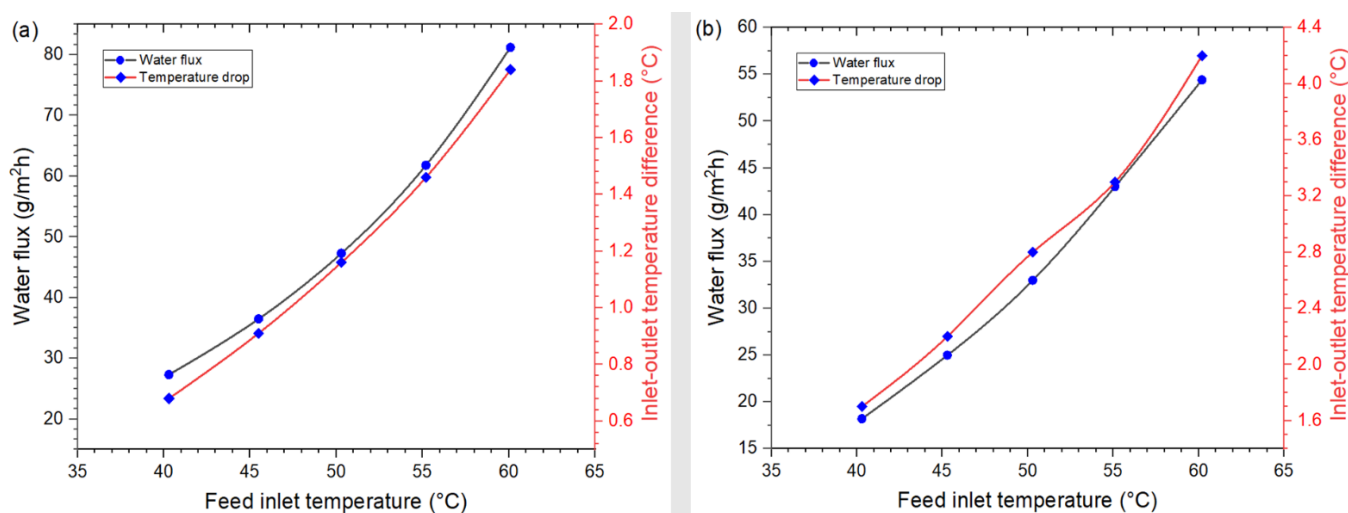 (a)
Water flux
Temperature drop
Water flux (g/m²h)
80
70
60
50
40
30
20
2.0
1.8
1.6
1.4
1.2
1.0
0.8
0.6
Inlet-outlet temperature difference (°C)
35 40 45 50 55 60 65
Feed inlet temperature (°C)
(b)
Water flux
Temperature drop
Water flux (g/m²h)
60
55
50
45
40
35
30
25
20
15
4.4
4.0
3.6
3.2
2.8
2.4
2.0
1.6
Inlet-outlet temperature difference (°C)
35 40 45 50 55 60 65
Feed inlet temperature (°C)